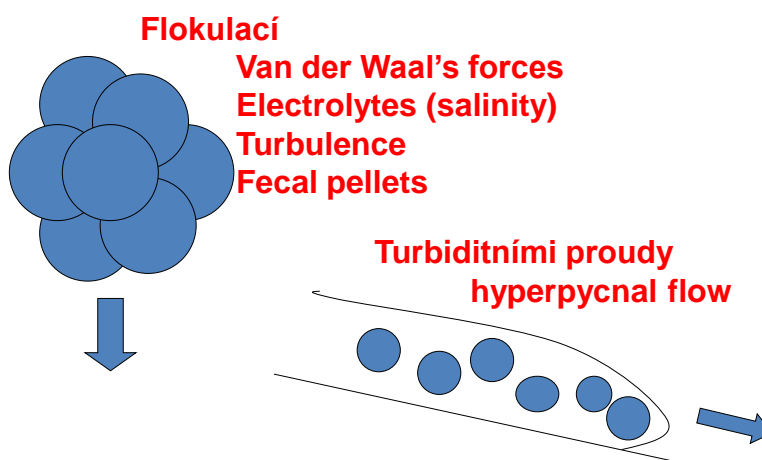 Flokulací
Van der Waal's forces
Electrolytes (salinity)
Turbulence
Fecal pellets
Turbiditními proudy
hyperpycnal flow